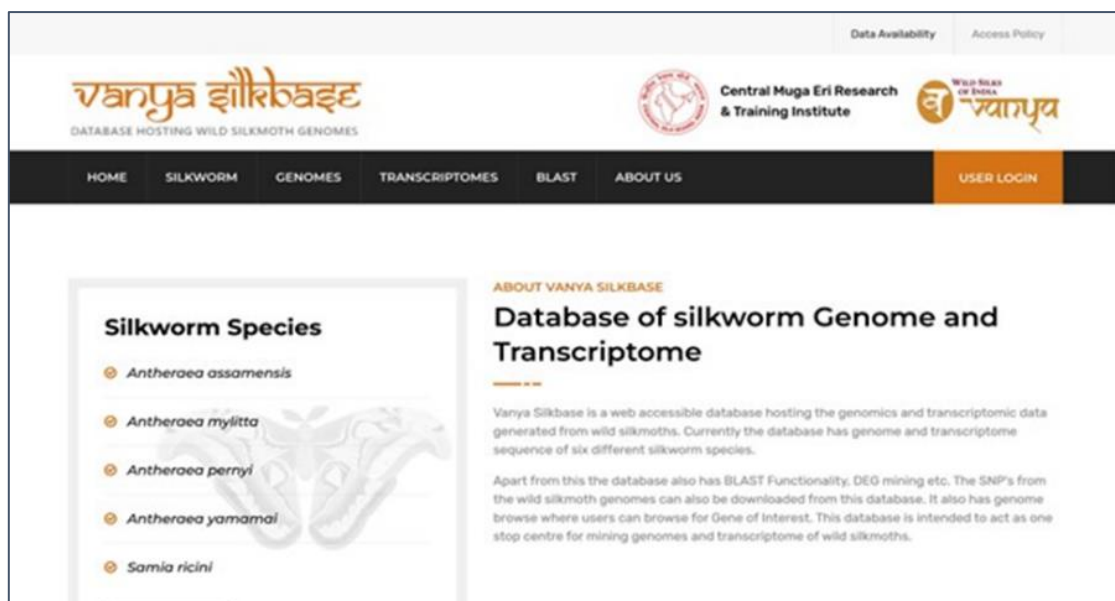 Data Availability
Access Policy
vanya silkbase
DATABASE HOSTING WILD SILKMOTH GENOMES
Central Muga Eri Research
& Training Institute
WILD SILKS
OF INDIA
vanya
HOME
SILKWORM
GENOMES
TRANSCRIPTOMES
BLAST
ABOUT US
USER LOGIN
Silkworm Species
Antheraea assamensis
Antheraea mylitta
Antheraea pernyi
Antheraea yamamai
Samia ricini
ABOUT VANYA SILKBASE
Database of silkworm Genome and
Transcriptome
Vanya Silkbase is a web accessible database hosting the genomics and transcriptomic data
generated from wild silkmoths. Currently the database has genome and transcriptome
sequence of six different silkworm species.
Apart from this the database also has BLAST Functionality, DEG mining etc. The SNP's from
the wild silkmoth genomes can also be downloaded from this database. It also has genome
browse where users can browse for Gene of Interest. This database is intended to act as one
stop centre for mining genomes and transcriptome of wild silkmoths.